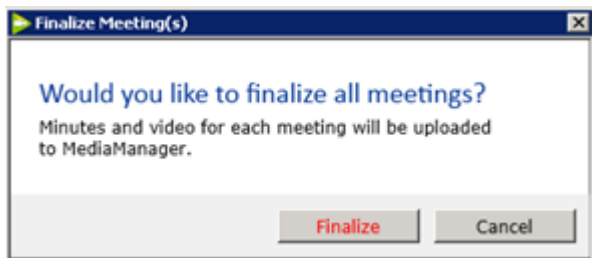 Finalize Meeting(s)
Would you like to finalize all meetings?
Minutes and video for each meeting will be uploaded
to MediaManager.
Finalize
Cancel